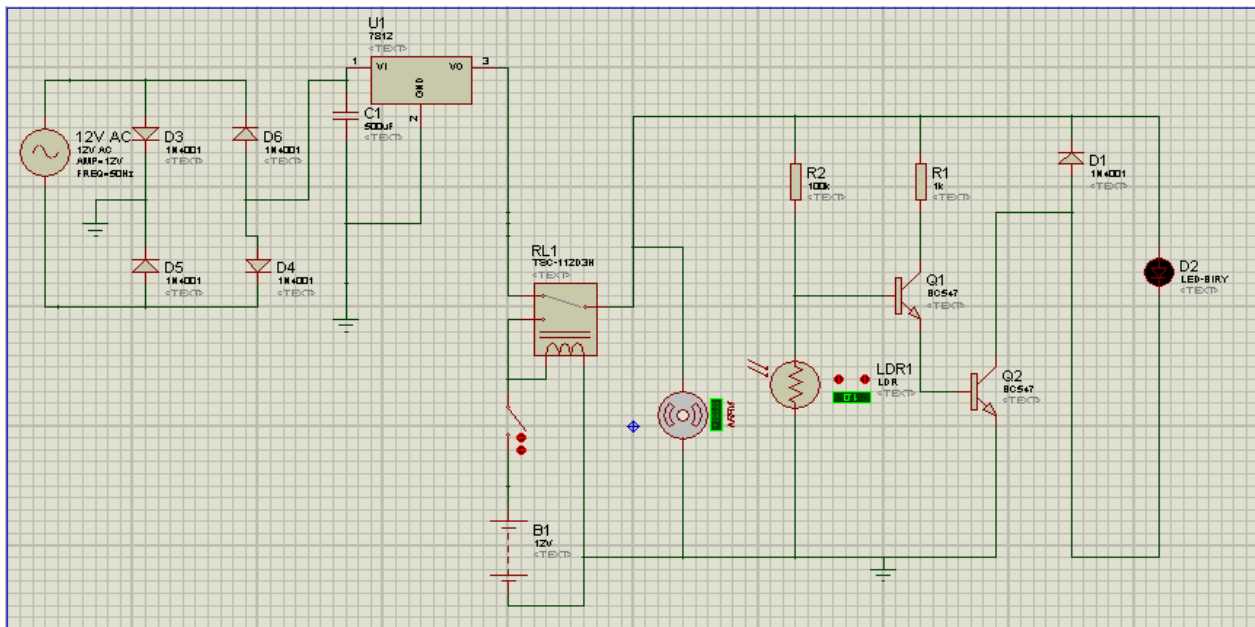 U1
7812
<TEXT>
1
VI
VO
3
GND
2
C1
500uF
<TEXT>
12V AC
12V AC
AMP=12V
FREQ=50Hz
D3
1N4001
<TEXT>
D6
1N4001
<TEXT>
D5
1N4001
<TEXT>
D4
1N4001
<TEXT>
RL1
TSC-112D3H
<TEXT>
R2
100k
<TEXT>
R1
1k
<TEXT>
D1
1N4001
<TEXT>
Q1
BC547
<TEXT>
D2
LED-BIRY
<TEXT>
LDR1
LDR
<TEXT>
1.0
Q2
BC547
<TEXT>
B1
12V
<TEXT>